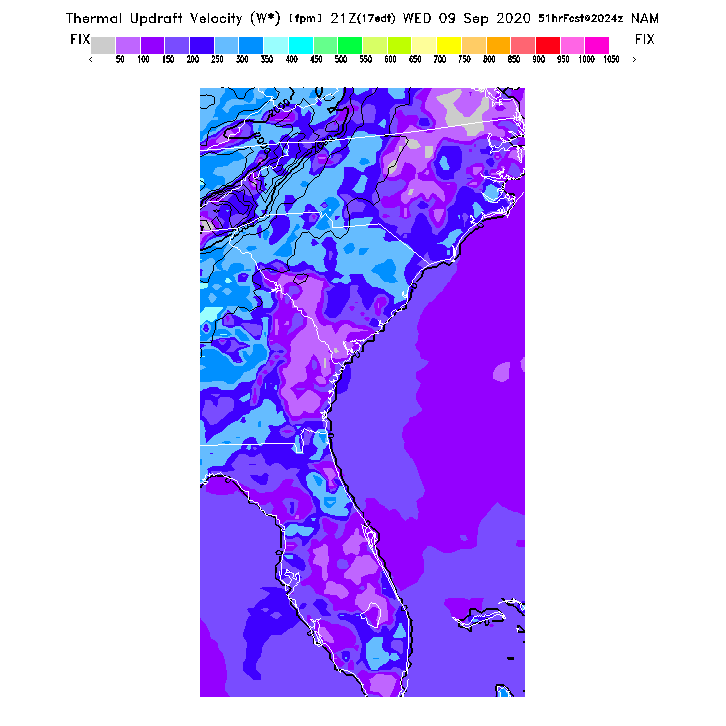 Thermal Updraft Velocity (W*) [fpm] 21Z(17edt) WED 09 Sep 2020 51hrFcst@2024z NAM
FIX FIX
< 50 100 150 200 250 300 350 400 450 500 550 600 650 700 750 800 850 900 950 1000 1050 >